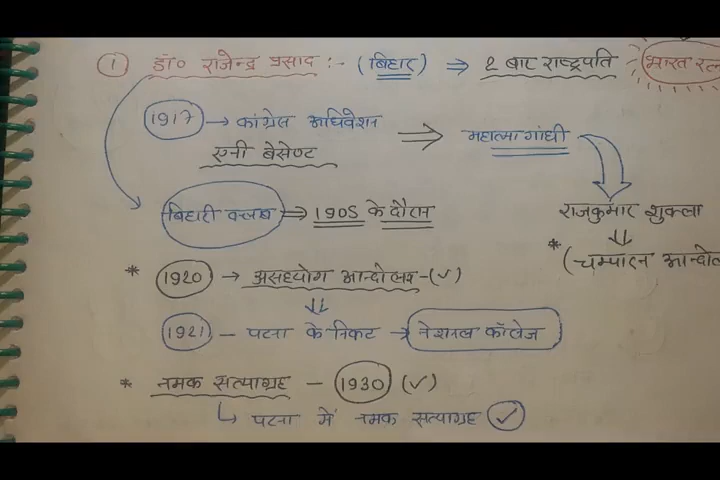 ① डॉ० राजेन्द्र प्रसाद :- (बिहार) ⇒ २ बार राष्ट्रपति भारत रत्न
1917 → कांग्रेस अधिवेशन ⇒ महात्मा गांधी
एनी बेसेण्ट
बिहारी क्लब ⇒ 1905 के दौरान
राजकुमार शुक्ला
* (चम्पारन आन्दोल
* 1920 → असहयोग आन्दोलन - (✓)
1921 - पटना के निकट → नेशनल कॉलेज
* नमक सत्याग्रह - 1930 (✓)
↳ पटना में नमक सत्याग्रह ✓